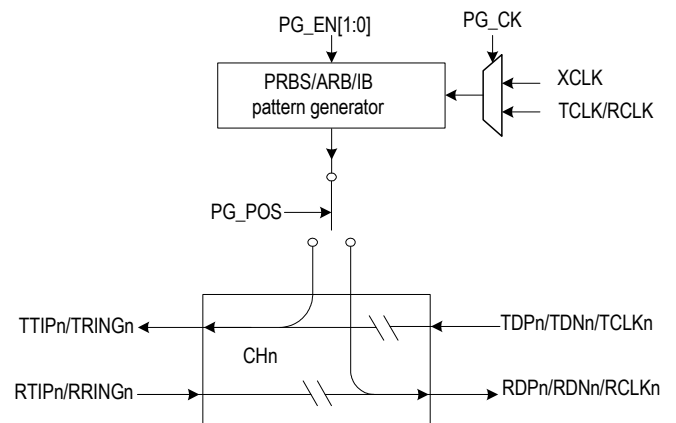 PG_EN[1:0]
PG_CK
PRBS/ARB/IB
pattern generator
XCLK
TCLK/RCLK
PG_POS
TTIPn/TRINGn
TDPn/TDNn/TCLKn
CHn
RTIPn/RRINGn
RDPn/RDNn/RCLKn